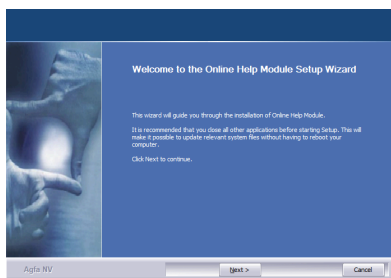 Welcome to the Online Help Module Setup Wizard
This wizard will guide you through the installation of Online Help Module.
It is recommended that you close all other applications before starting Setup. This will
make it possible to update relevant system files without having to reboot your
computer.
Click Next to continue.
Agfa NV
Next >
Cancel